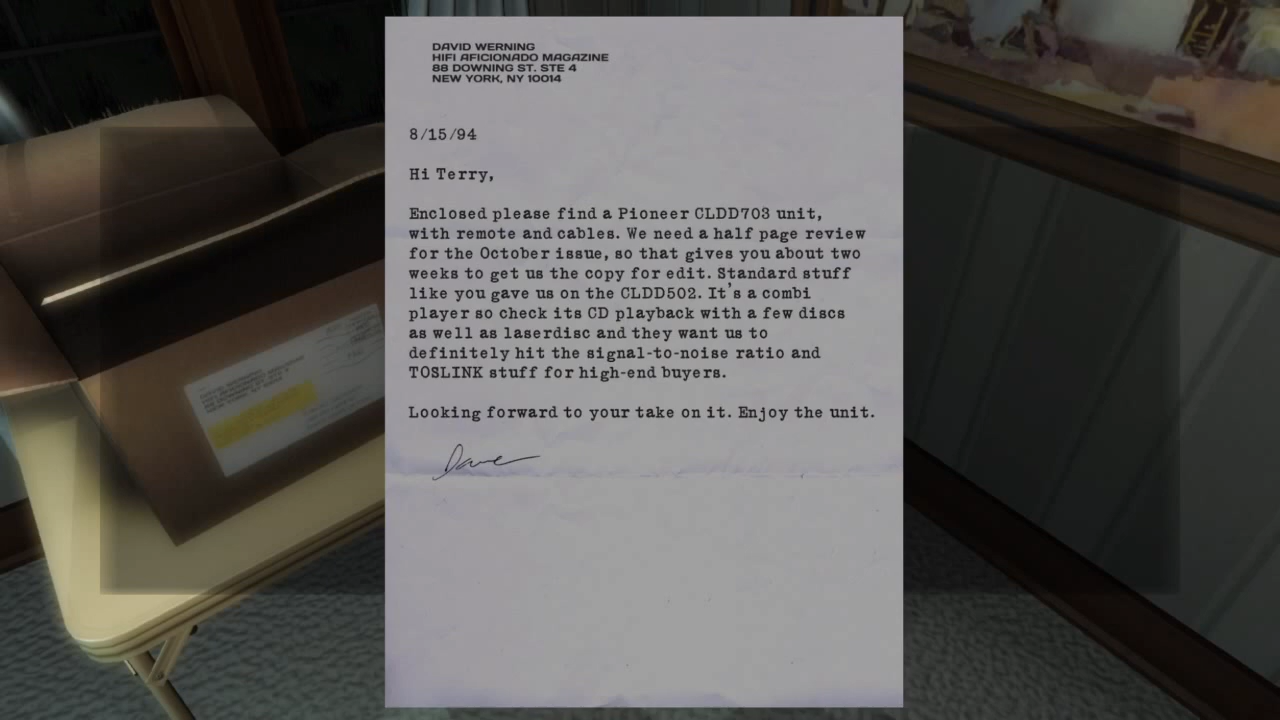 DAVID WERNING
HIFI AFICIONADO MAGAZINE
88 DOWNING ST. STE 4
NEW YORK, NY 10014
8/15/94
Hi Terry,
Enclosed please find a Pioneer CLDD703 unit,
with remote and cables. We need a half page review
for the October issue, so that gives you about two
weeks to get us the copy for edit. Standard stuff
like you gave us on the CLDD502. It's a combi
player so check its CD playback with a few discs
as well as laserdisc and they want us to
definitely hit the signal-to-noise ratio and
TOSLINK stuff for high-end buyers.
Looking forward to your take on it. Enjoy the unit.
Dave